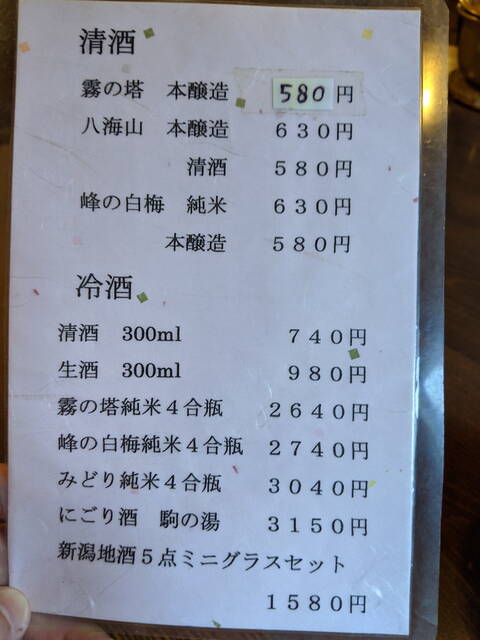 清酒
霧の塔　本醸造　580円
八海山　本醸造　６３０円
清酒　５８０円
峰の白梅　純米　６３０円
本醸造　５８０円
冷酒
清酒　300ml　７４０円
生酒　300ml　９８０円
霧の塔純米４合瓶　２６４０円
峰の白梅純米４合瓶　２７４０円
みどり純米４合瓶　３０４０円
にごり酒　駒の湯　３１５０円
新潟地酒５点ミニグラスセット
１５８０円